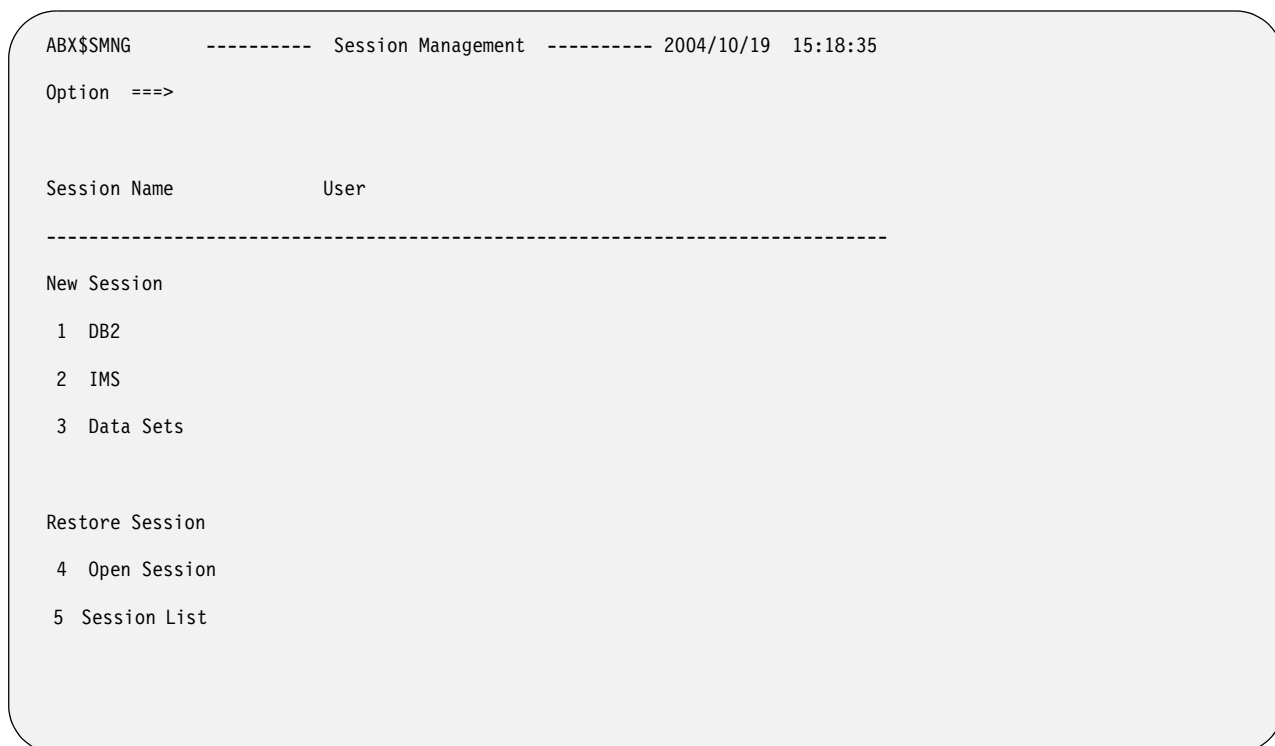 ABX$SMNG ---------- Session Management ---------- 2004/10/19 15:18:35
Option ===>
Session Name User
-------------------------------------------------------------------------------
New Session
1 DB2
2 IMS
3 Data Sets
Restore Session
4 Open Session
5 Session List